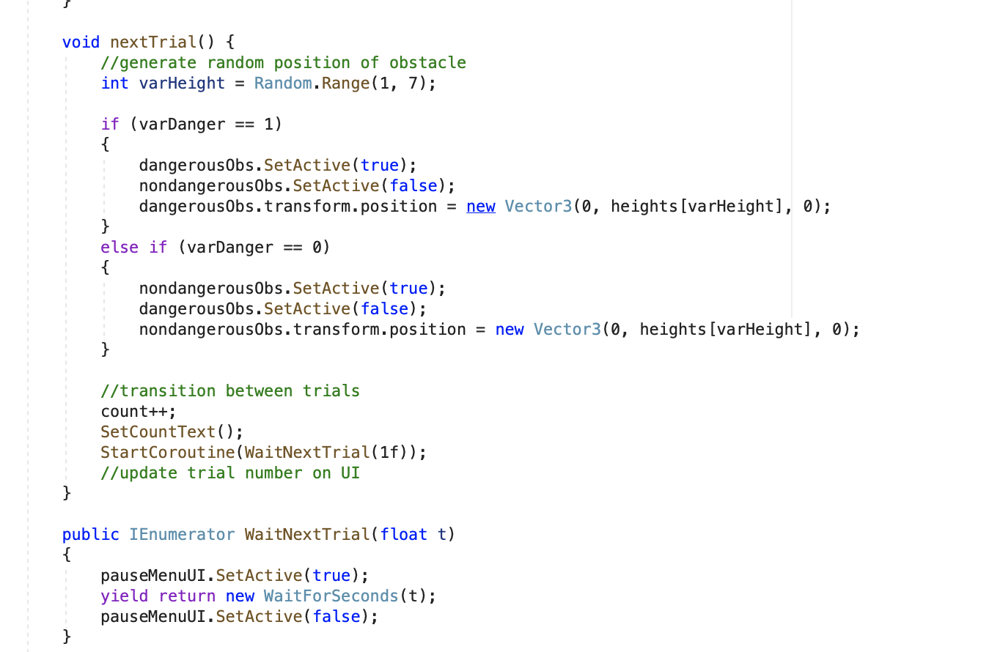 }
void nextTrial() {
//generate random position of obstacle
int varHeight = Random.Range(1, 7);
if (varDanger == 1)
{
dangerousObs.SetActive(true);
nondangerousObs.SetActive(false);
dangerousObs.transform.position = new Vector3(0, heights[varHeight], 0);
}
else if (varDanger == 0)
{
nondangerousObs.SetActive(true);
dangerousObs.SetActive(false);
nondangerousObs.transform.position = new Vector3(0, heights[varHeight], 0);
}
//transition between trials
count++;
SetCountText();
StartCoroutine(WaitNextTrial(1f));
//update trial number on UI
}
public IEnumerator WaitNextTrial(float t)
{
pauseMenuUI.SetActive(true);
yield return new WaitForSeconds(t);
pauseMenuUI.SetActive(false);
}